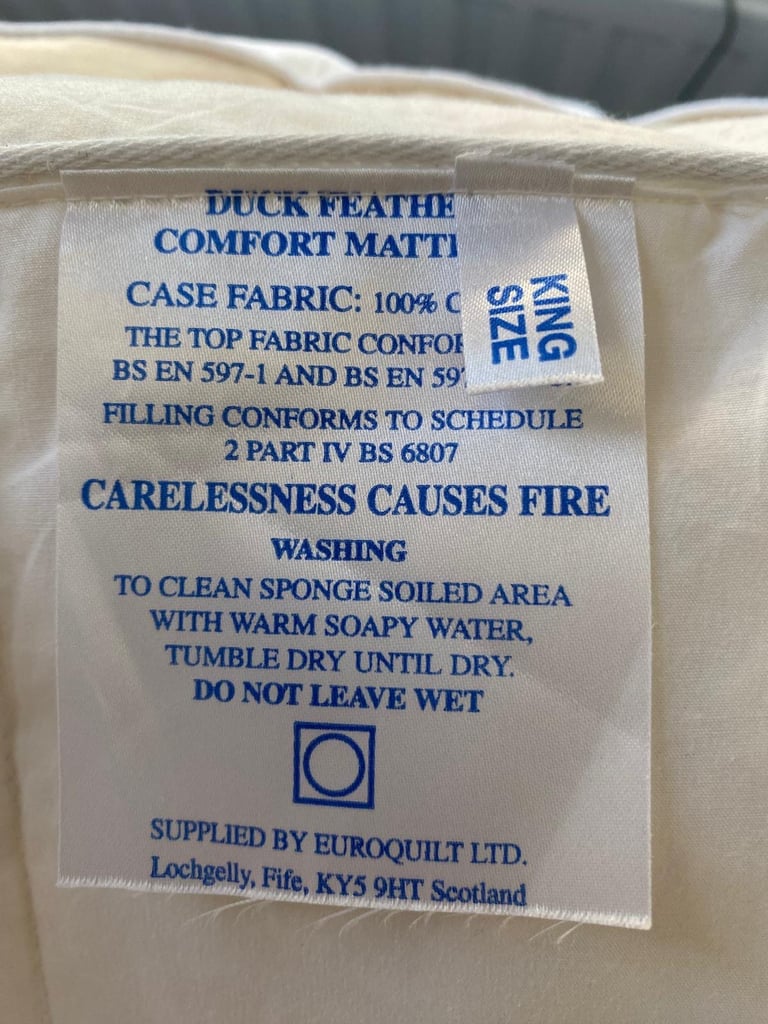 DUCK FEATHE
COMFORT MATT
CASE FABRIC: 100% C
THE TOP FABRIC CONFOR
BS EN 597-1 AND BS EN 597
FILLING CONFORMS TO SCHEDULE
2 PART IV BS 6807
CARELESSNESS CAUSES FIRE
WASHING
TO CLEAN SPONGE SOILED AREA
WITH WARM SOAPY WATER,
TUMBLE DRY UNTIL DRY.
DO NOT LEAVE WET
SUPPLIED BY EUROQUILT LTD.
Lochgelly, Fife, KY5 9HT Scotland
KING
SIZE